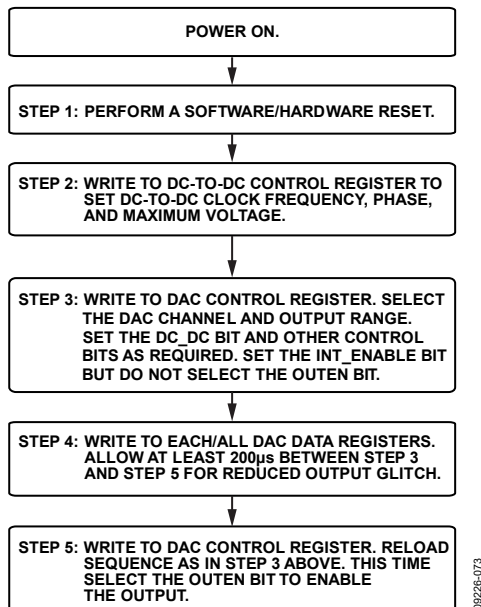 POWER ON.
STEP 1: PERFORM A SOFTWARE/HARDWARE RESET.
STEP 2: WRITE TO DC-TO-DC CONTROL REGISTER TO
SET DC-TO-DC CLOCK FREQUENCY, PHASE,
AND MAXIMUM VOLTAGE.
STEP 3: WRITE TO DAC CONTROL REGISTER. SELECT
THE DAC CHANNEL AND OUTPUT RANGE.
SET THE DC_DC BIT AND OTHER CONTROL
BITS AS REQUIRED. SET THE INT_ENABLE BIT
BUT DO NOT SELECT THE OUTEN BIT.
STEP 4: WRITE TO EACH/ALL DAC DATA REGISTERS.
ALLOW AT LEAST 200µs BETWEEN STEP 3
AND STEP 5 FOR REDUCED OUTPUT GLITCH.
STEP 5: WRITE TO DAC CONTROL REGISTER. RELOAD
SEQUENCE AS IN STEP 3 ABOVE. THIS TIME
SELECT THE OUTEN BIT TO ENABLE
THE OUTPUT.
09226-073